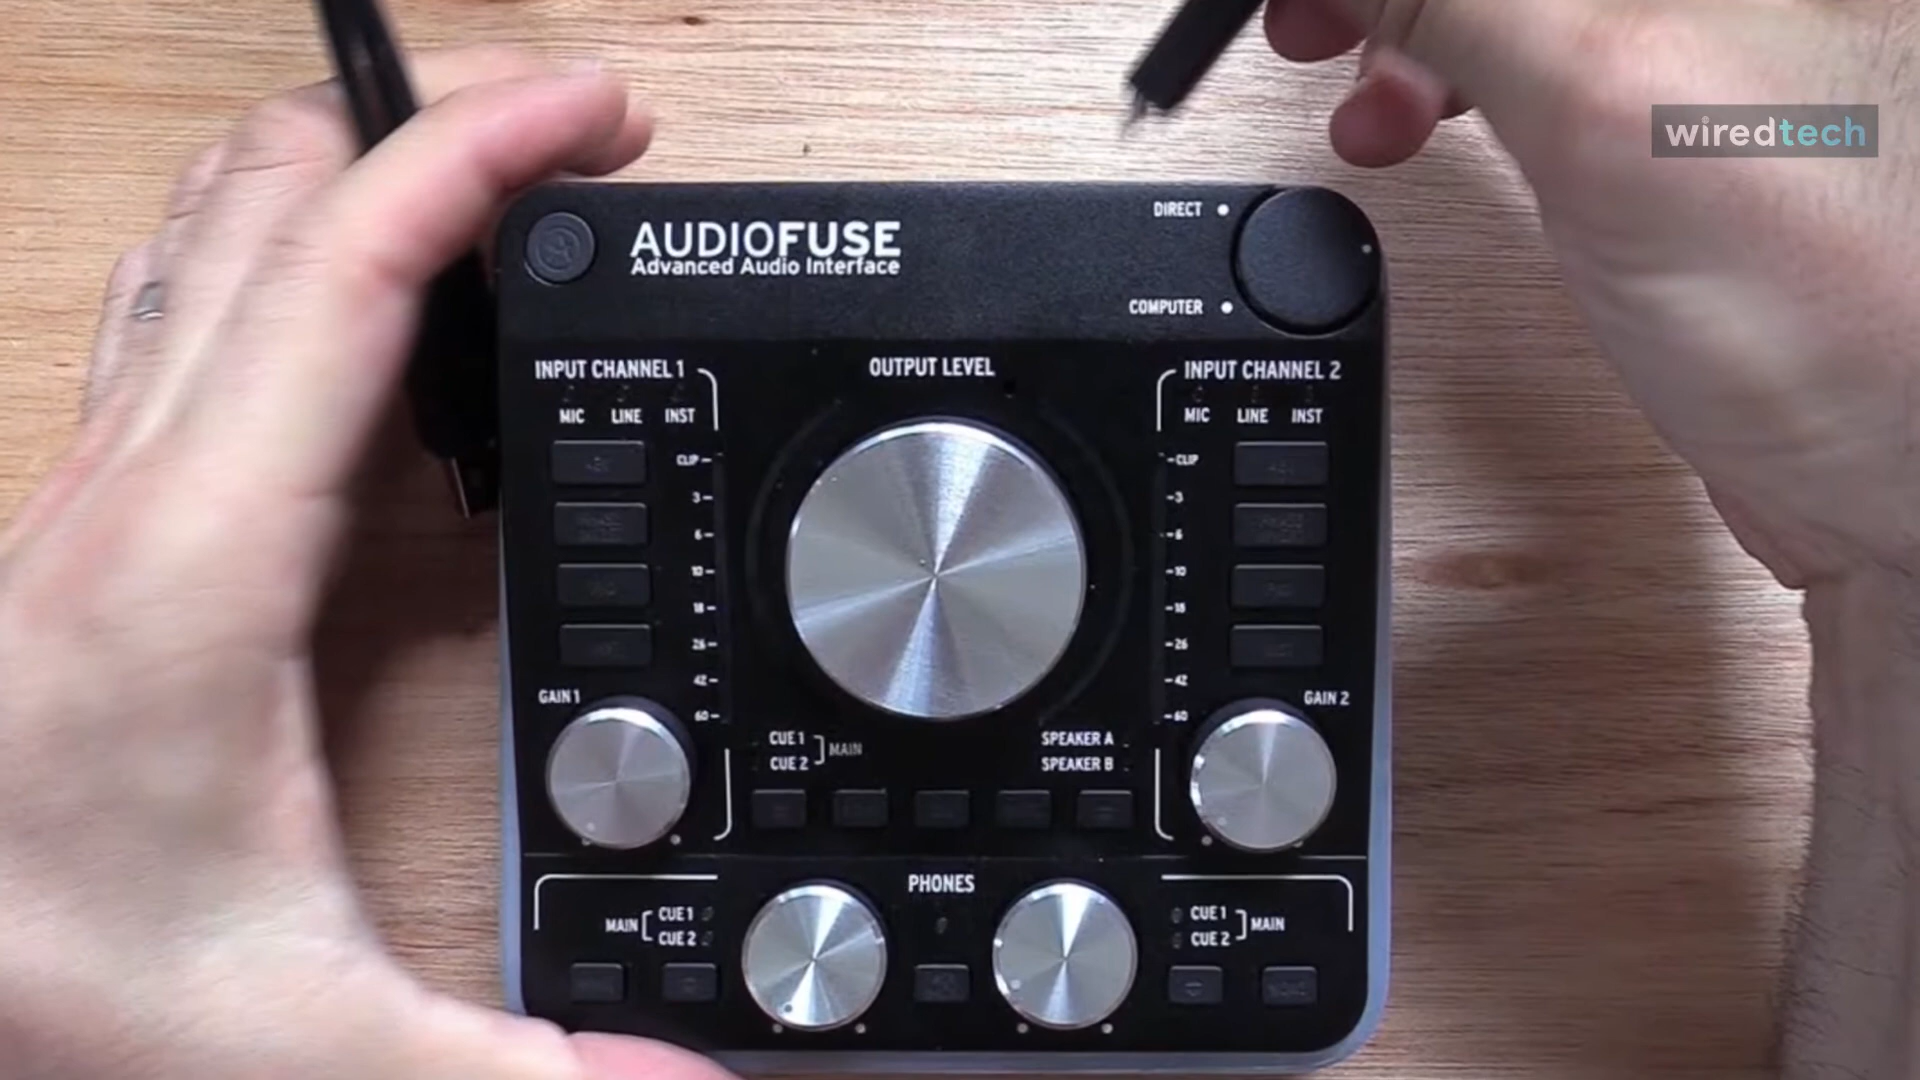 wiredtech
DIRECT
AUDIOFUSE
Advanced Audio Interface
COMPUTER
INPUT CHANNEL 1
OUTPUT LEVEL
INPUT CHANNEL 2
MIC LINE INST
MIC LINE INST
CLIP
3
6
10
18
26
42
60
CLIP
3
6
10
18
26
42
60
GAIN 1
GAIN 2
CUE 1
CUE 2
MAIN
SPEAKER A
SPEAKER B
PHONES
MAIN
CUE 1
CUE 2
CUE 1
CUE 2
MAIN